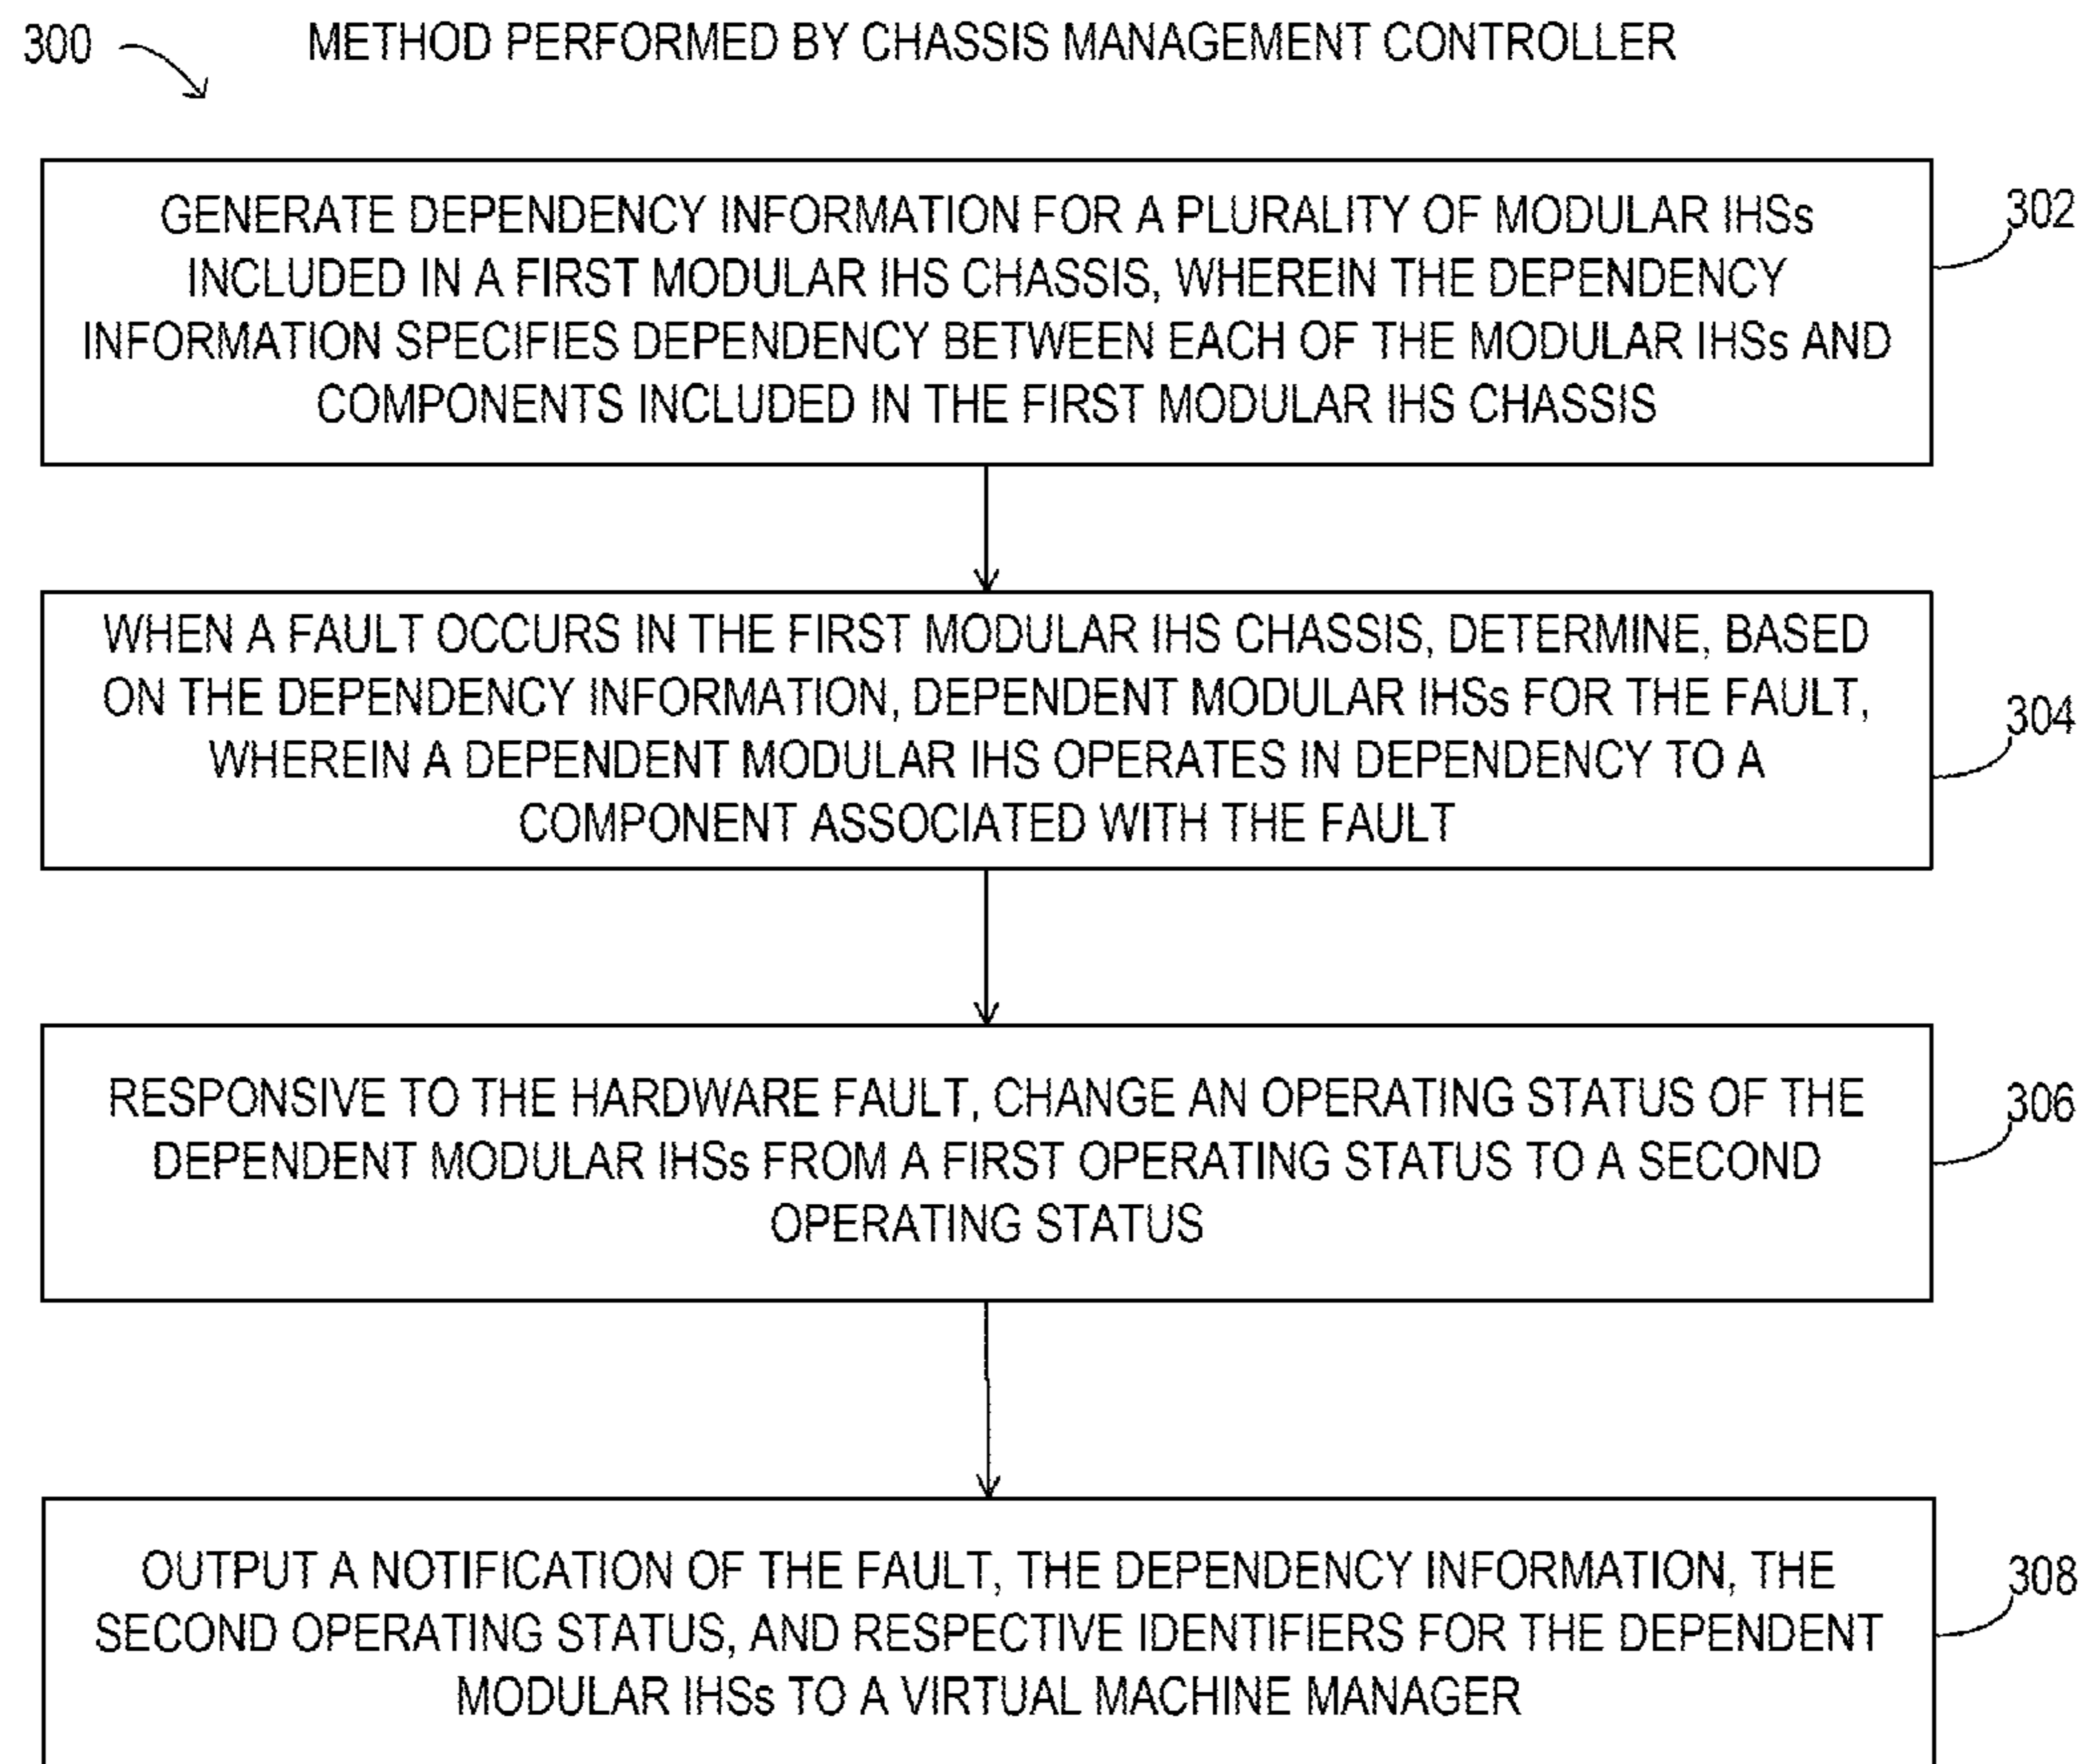 300
METHOD PERFORMED BY CHASSIS MANAGEMENT CONTROLLER
GENERATE DEPENDENCY INFORMATION FOR A PLURALITY OF MODULAR IHSs
INCLUDED IN A FIRST MODULAR IHS CHASSIS, WHEREIN THE DEPENDENCY
INFORMATION SPECIFIES DEPENDENCY BETWEEN EACH OF THE MODULAR IHSs AND
COMPONENTS INCLUDED IN THE FIRST MODULAR IHS CHASSIS
302
WHEN A FAULT OCCURS IN THE FIRST MODULAR IHS CHASSIS, DETERMINE, BASED
ON THE DEPENDENCY INFORMATION, DEPENDENT MODULAR IHSs FOR THE FAULT,
WHEREIN A DEPENDENT MODULAR IHS OPERATES IN DEPENDENCY TO A
COMPONENT ASSOCIATED WITH THE FAULT
304
RESPONSIVE TO THE HARDWARE FAULT, CHANGE AN OPERATING STATUS OF THE
DEPENDENT MODULAR IHSs FROM A FIRST OPERATING STATUS TO A SECOND
OPERATING STATUS
306
OUTPUT A NOTIFICATION OF THE FAULT, THE DEPENDENCY INFORMATION, THE
SECOND OPERATING STATUS, AND RESPECTIVE IDENTIFIERS FOR THE DEPENDENT
MODULAR IHSs TO A VIRTUAL MACHINE MANAGER
308